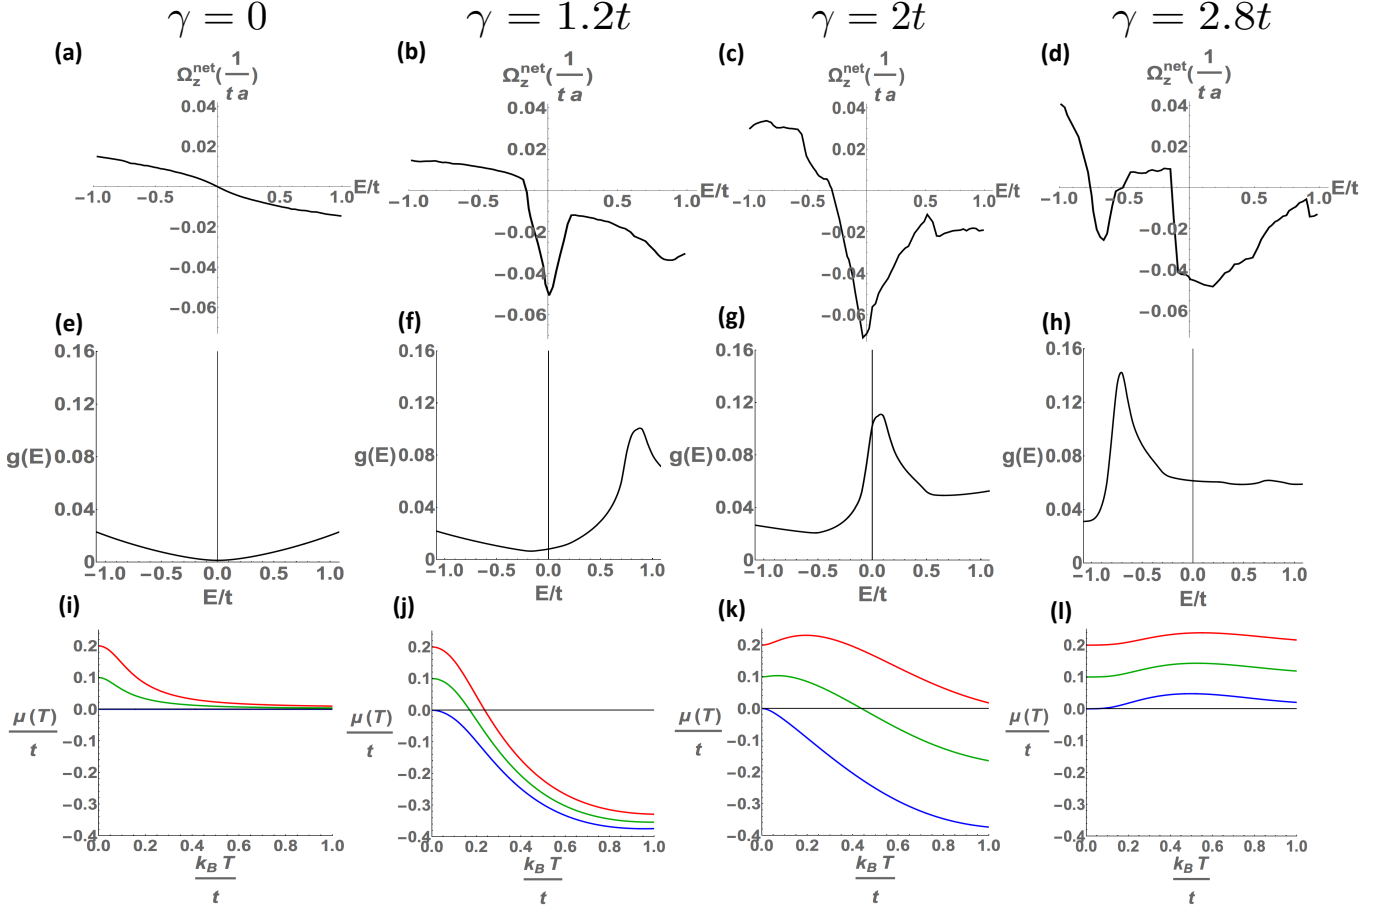 γ = 0 γ = 1.2t γ = 2t γ = 2.8t
(a) (b) (c) (d)
Ω_z^net(1/(t a)) Ω_z^net(1/(t a)) Ω_z^net(1/(t a)) Ω_z^net(1/(t a))
0.04 0.04 0.04 0.04
0.02 0.02 0.02 0.02
−1.0 −0.5 0.5 1.0 E/t −1.0 −0.5 0.5 1.0 E/t −1.0 −0.5 0.5 1.0 E/t −1.0 −0.5 0.5 1.0 E/t
−0.02 −0.02 −0.02 −0.02
−0.04 −0.04 −0.04 −0.04
−0.06 −0.06 −0.06 −0.06
(e) (f) (g) (h)
0.16 0.16 0.16 0.16
0.12 0.12 0.12 0.12
g(E) 0.08 g(E) 0.08 g(E) 0.08 g(E) 0.08
0.04 0.04 0.04 0.04
0 0 0 0
−1.0 −0.5 0.0 0.5 1.0 −1.0 −0.5 0.0 0.5 1.0 −1.0 −0.5 0.0 0.5 1.0 −1.0 −0.5 0.0 0.5 1.0
E/t E/t E/t E/t
(i) (j) (k) (l)
0.2 0.2 0.2 0.2
0.1 0.1 0.1 0.1
μ(T)/t 0.0 μ(T)/t 0.0 μ(T)/t 0.0 μ(T)/t 0.0
−0.1 −0.1 −0.1 −0.1
−0.2 −0.2 −0.2 −0.2
−0.3 −0.3 −0.3 −0.3
−0.4 −0.4 −0.4 −0.4
0.0 0.2 0.4 0.6 0.8 1.0 0.0 0.2 0.4 0.6 0.8 1.0 0.0 0.2 0.4 0.6 0.8 1.0 0.0 0.2 0.4 0.6 0.8 1.0
k_B T/t k_B T/t k_B T/t k_B T/t